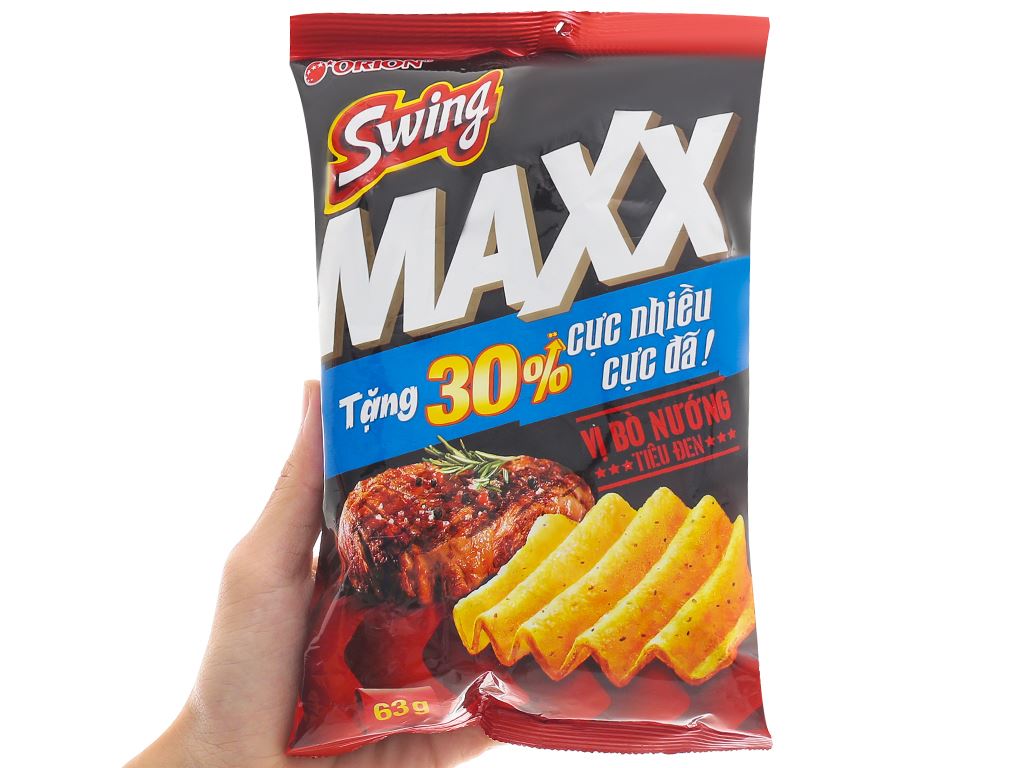 ORION
Swing
MAXX
Tặng 30% cực nhiều
cực đã!
VỊ BÒ NƯỚNG
TIÊU ĐEN
63g